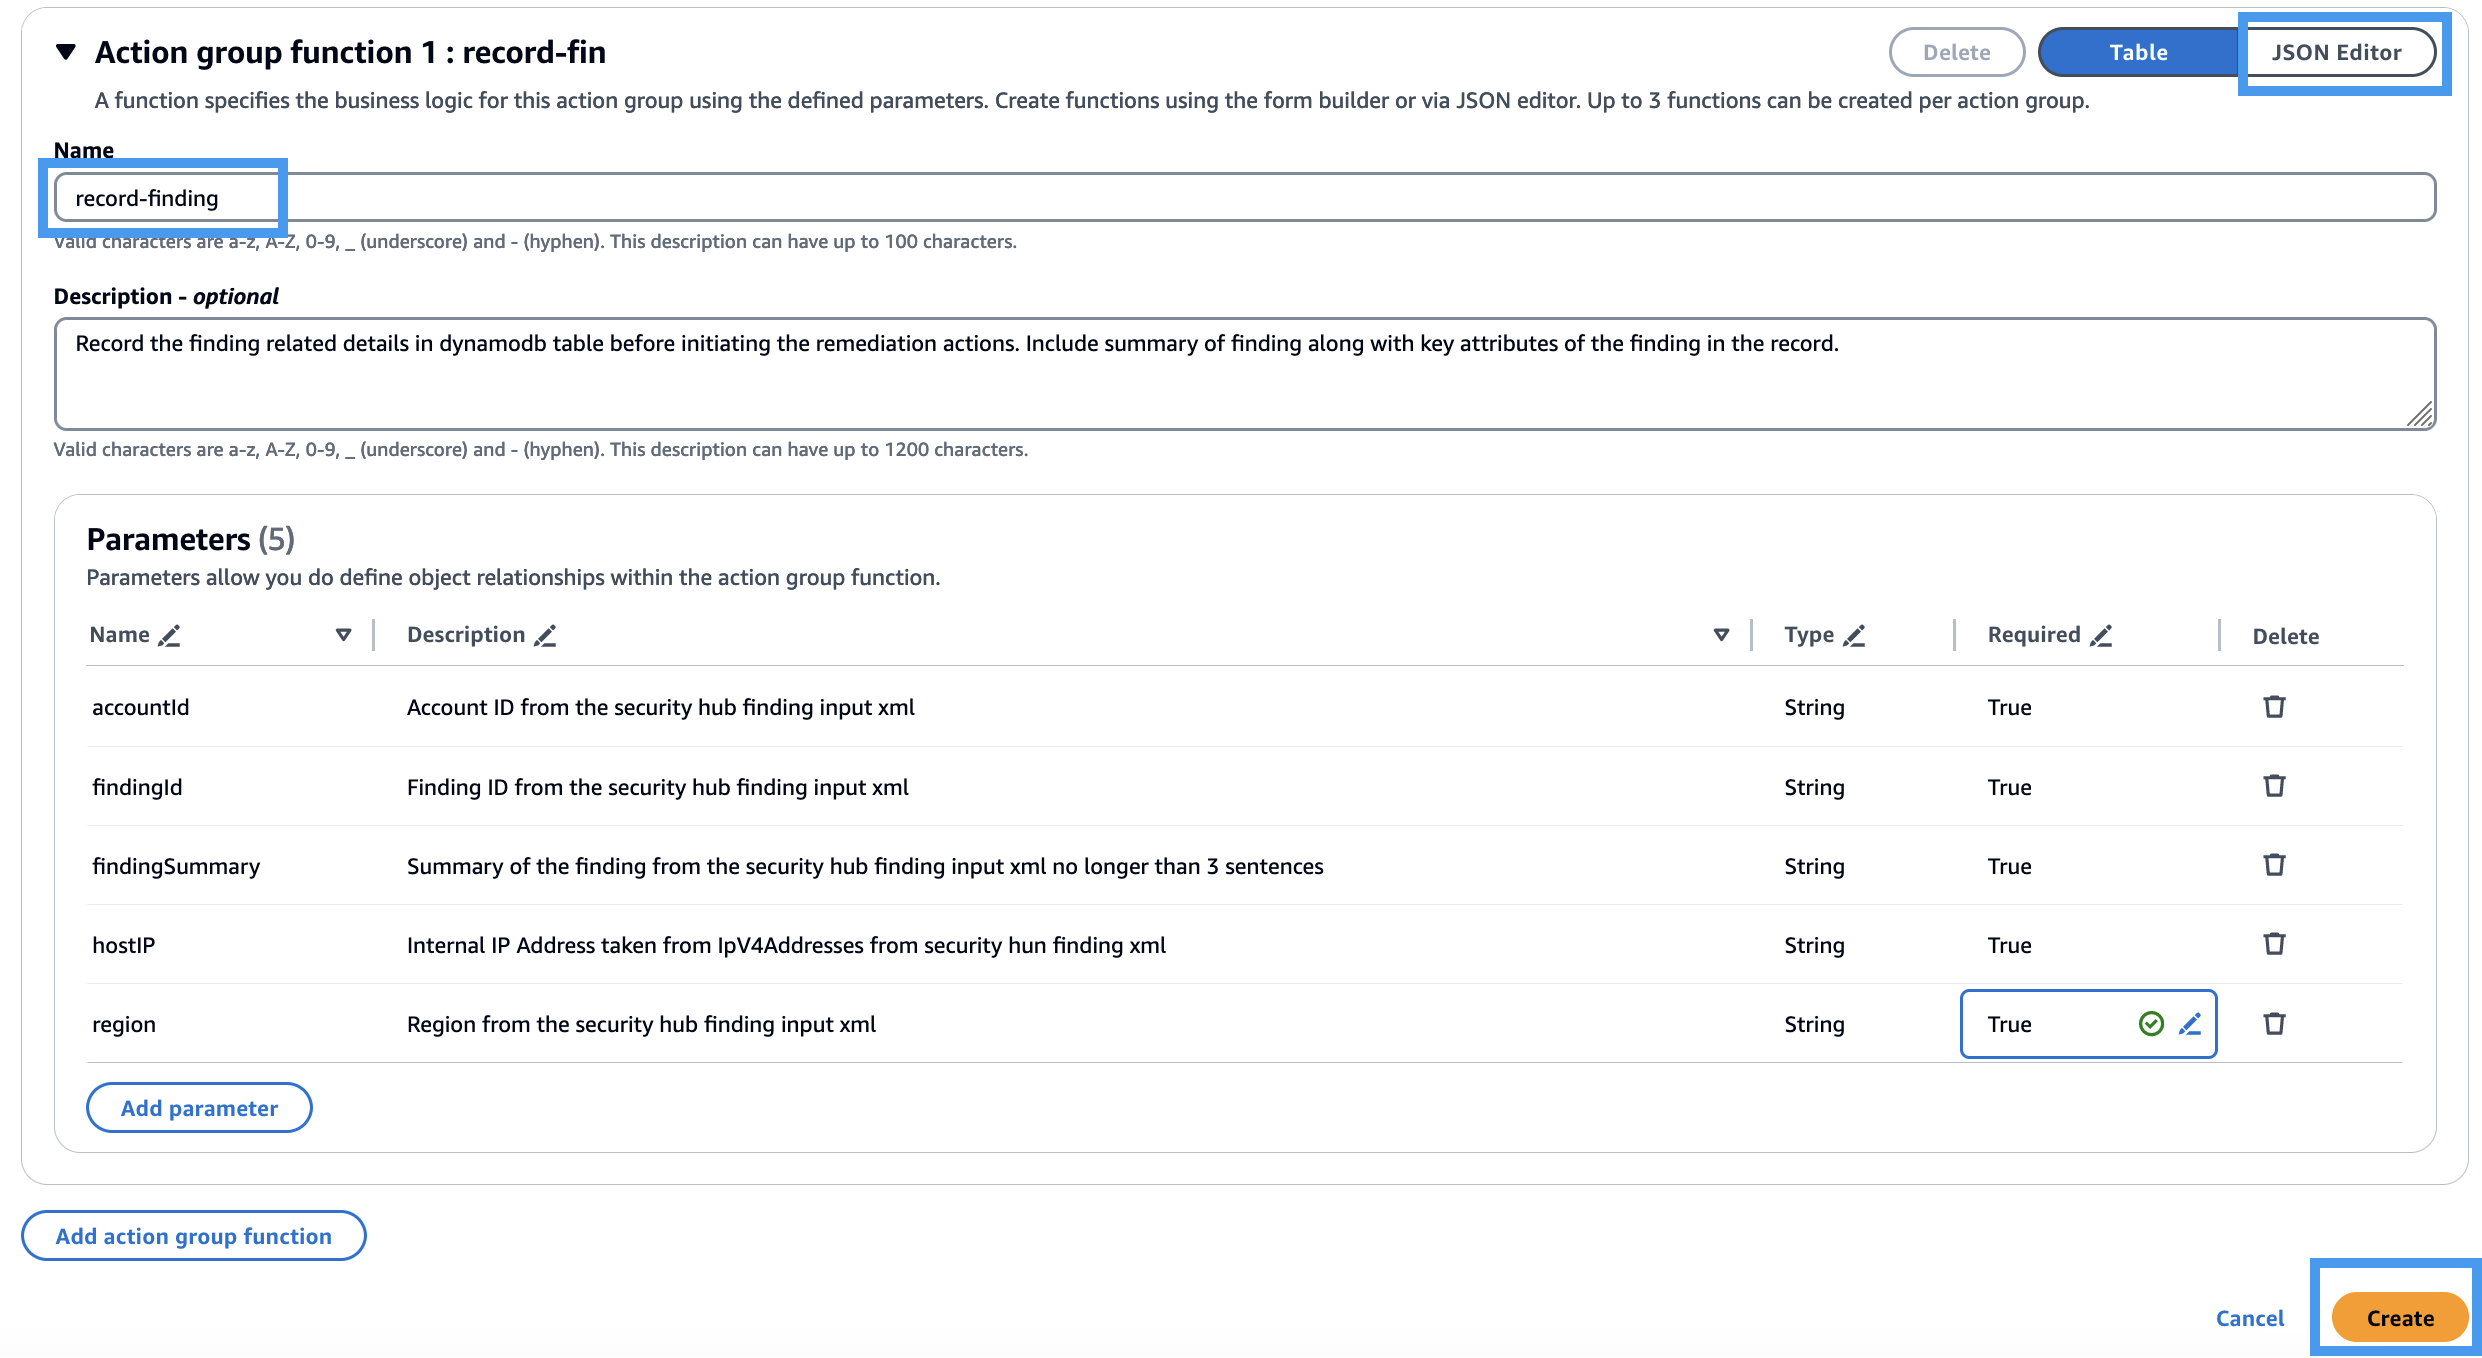 Action group function 1 : record-fin
Delete
Table
JSON Editor
A function specifies the business logic for this action group using the defined parameters. Create functions using the form builder or via JSON editor. Up to 3 functions can be created per action group.
Name
record-finding
Valid characters are a-z, A-Z, 0-9, _ (underscore) and - (hyphen). This description can have up to 100 characters.
Description - optional
Record the finding related details in dynamodb table before initiating the remediation actions. Include summary of finding along with key attributes of the finding in the record.
Valid characters are a-z, A-Z, 0-9, _ (underscore) and - (hyphen). This description can have up to 1200 characters.
Parameters (5)
Parameters allow you do define object relationships within the action group function.
Name Description Type Required Delete
accountId Account ID from the security hub finding input xml String True
findingId Finding ID from the security hub finding input xml String True
findingSummary Summary of the finding from the security hub finding input xml no longer than 3 sentences String True
hostIP Internal IP Address taken from IpV4Addresses from security hun finding xml String True
region Region from the security hub finding input xml String True
Add parameter
Add action group function
Cancel
Create